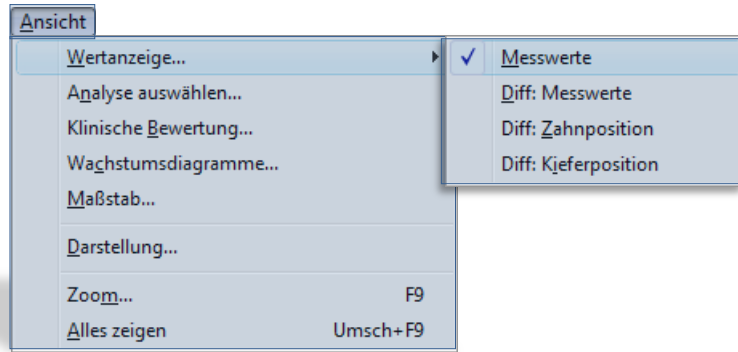 Ansicht
Wertanzeige...
Analyse auswählen...
Klinische Bewertung...
Wachstumsdiagramme...
Maßstab...
Darstellung...
Zoom... F9
Alles zeigen Umsch+F9
Messwerte
Diff: Messwerte
Diff: Zahnposition
Diff: Kieferposition